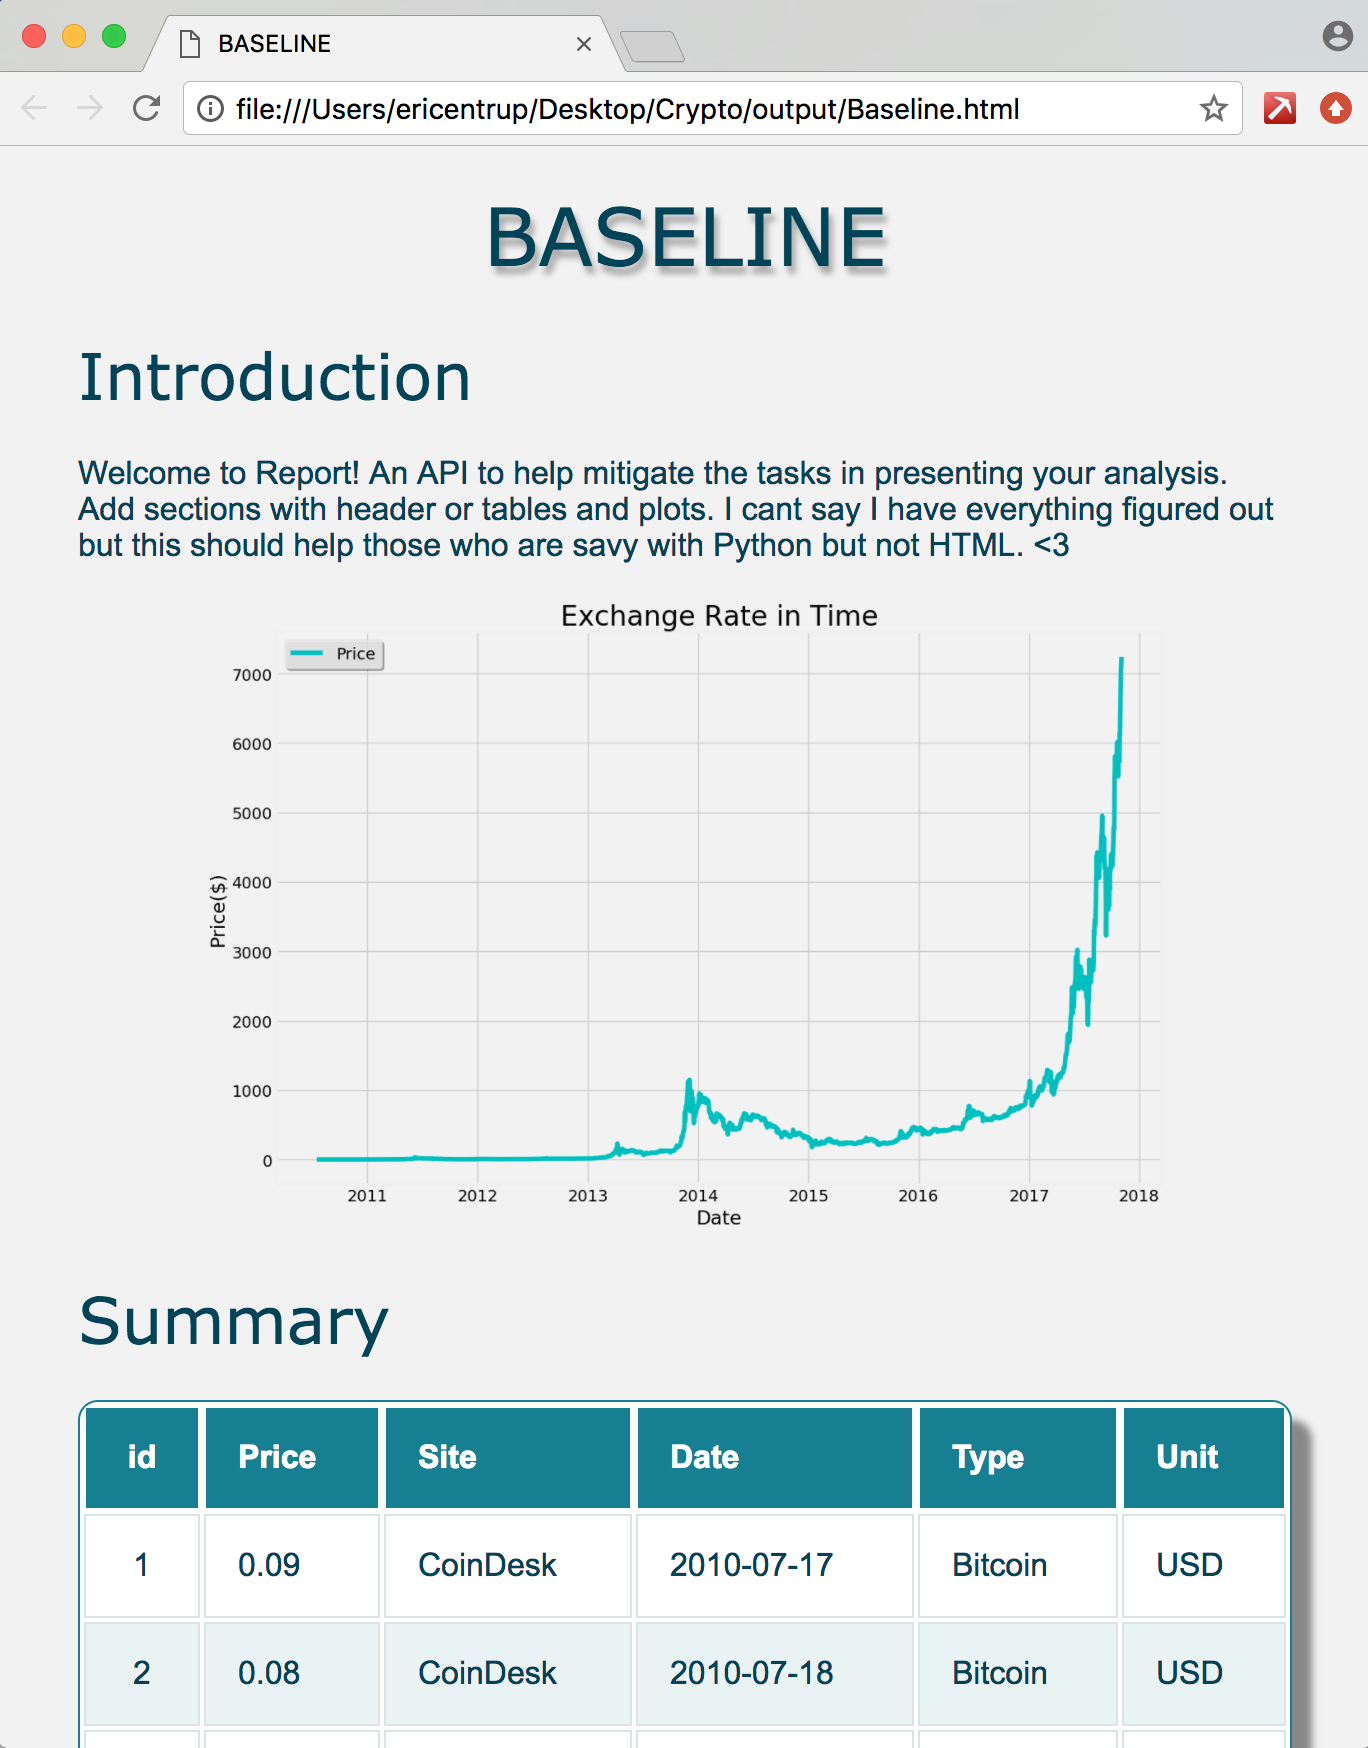 BASELINE
file:///Users/ericentrup/Desktop/Crypto/output/Baseline.html
BASELINE
Introduction
Welcome to Report! An API to help mitigate the tasks in presenting your analysis.
Add sections with header or tables and plots. I cant say I have everything figured out
but this should help those who are savy with Python but not HTML. <3
Exchange Rate in Time
Price
7000
6000
5000
4000
3000
2000
1000
0
Price($)
2011 2012 2013 2014 2015 2016 2017 2018
Date
Summary
id Price Site Date Type Unit
1 0.09 CoinDesk 2010-07-17 Bitcoin USD
2 0.08 CoinDesk 2010-07-18 Bitcoin USD